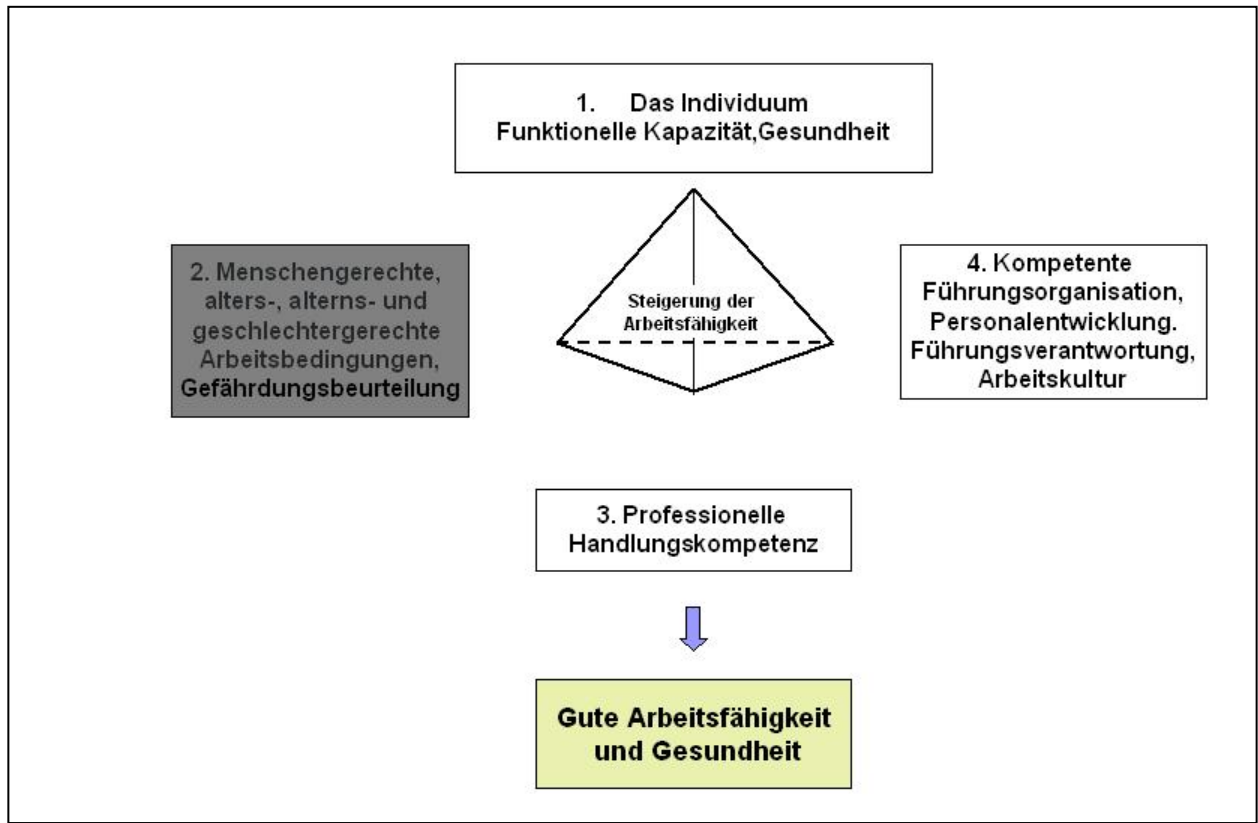 1. Das Individuum
Funktionelle Kapazität,Gesundheit
2. Menschengerechte,
alters-, alterns- und
geschlechtergerechte
Arbeitsbedingungen,
Gefährdungsbeurteilung
Steigerung der
Arbeitsfähigkeit
4. Kompetente
Führungsorganisation,
Personalentwicklung.
Führungsverantwortung,
Arbeitskultur
3. Professionelle
Handlungskompetenz
Gute Arbeitsfähigkeit
und Gesundheit